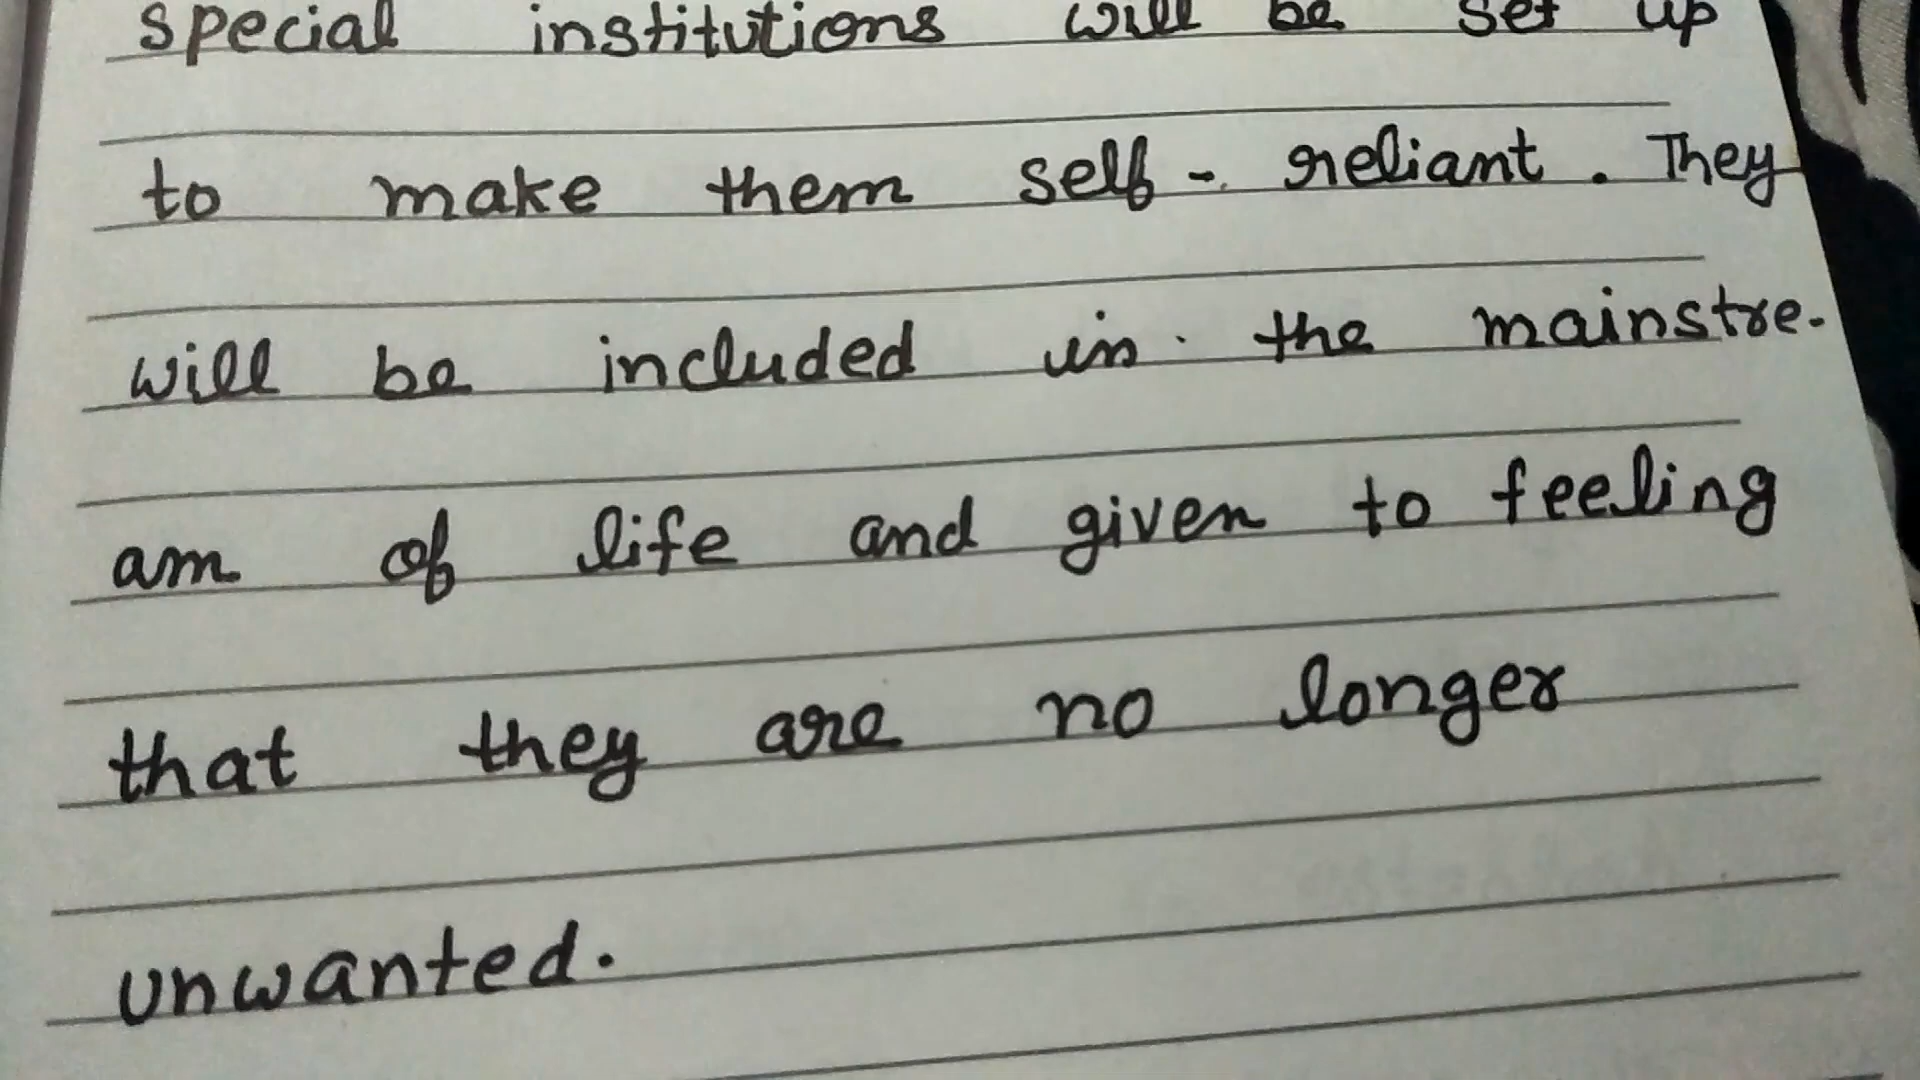 special institutions will be set up
to make them self - reliant. They
will be included in the mainstre-
am of life and given to feeling
that they are no longer
unwanted.